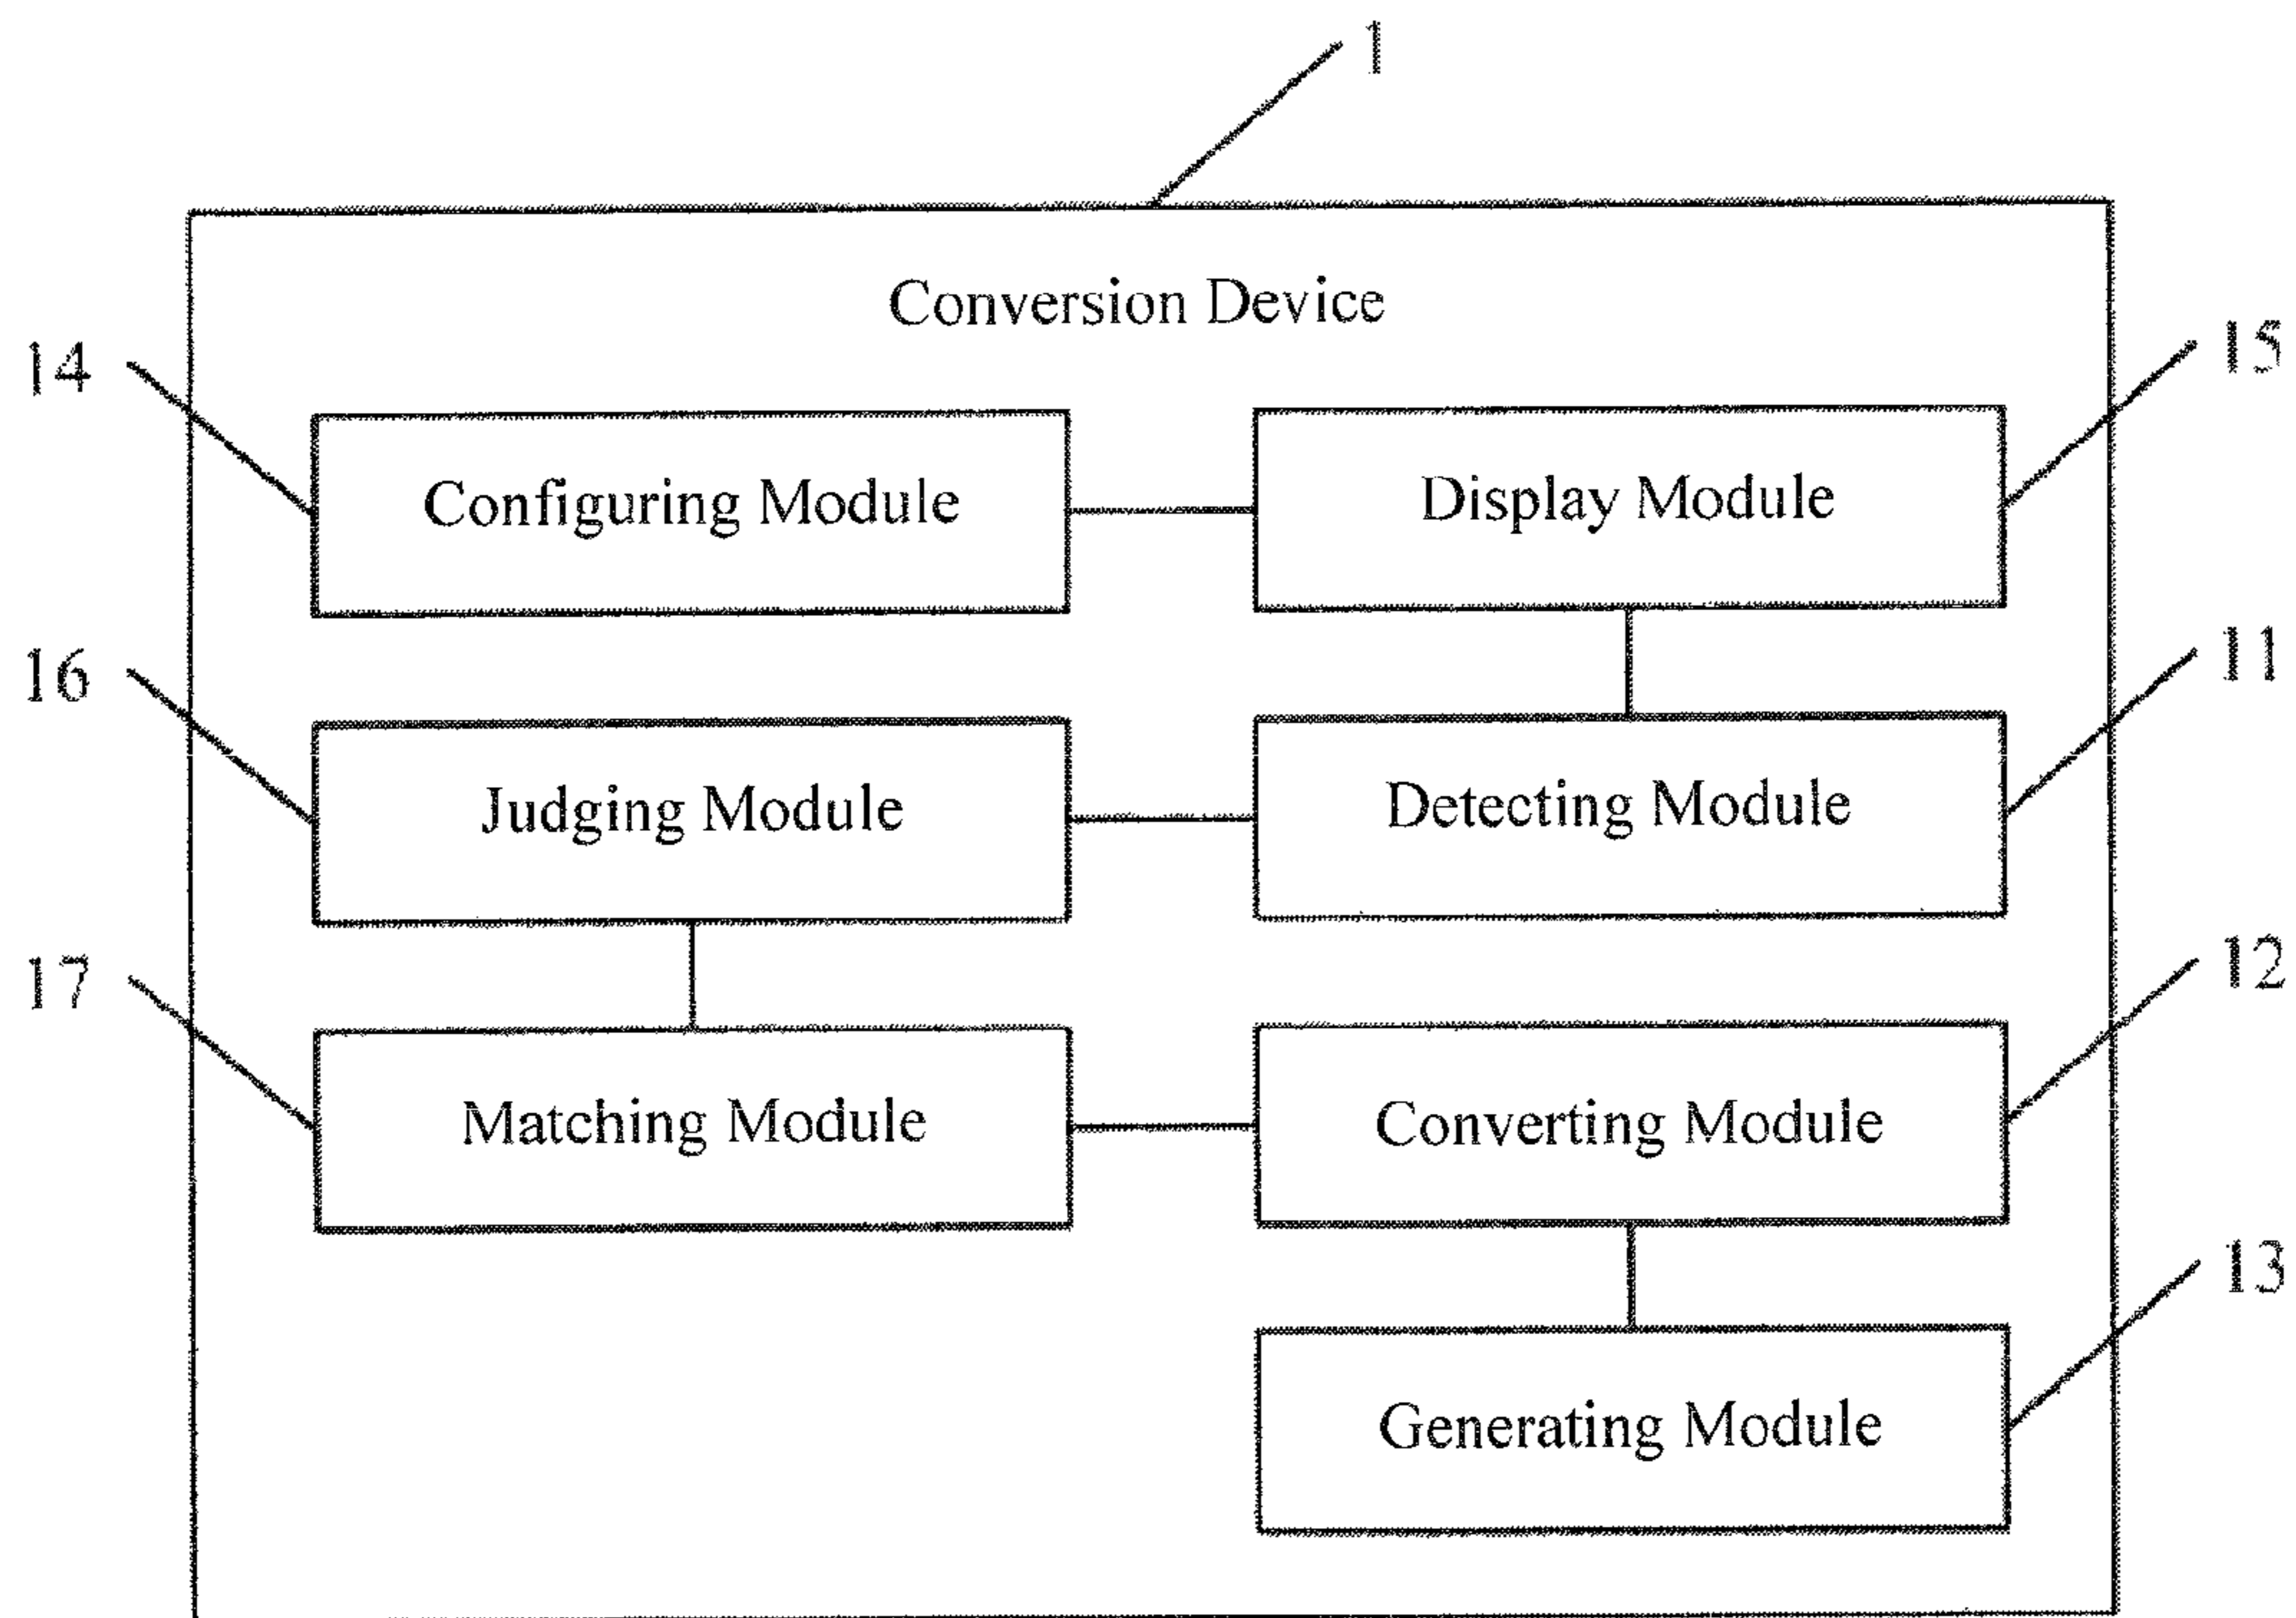 1
Conversion Device
14
15
Configuring Module
Display Module
16
11
Judging Module
Detecting Module
17
12
Matching Module
Converting Module
13
Generating Module